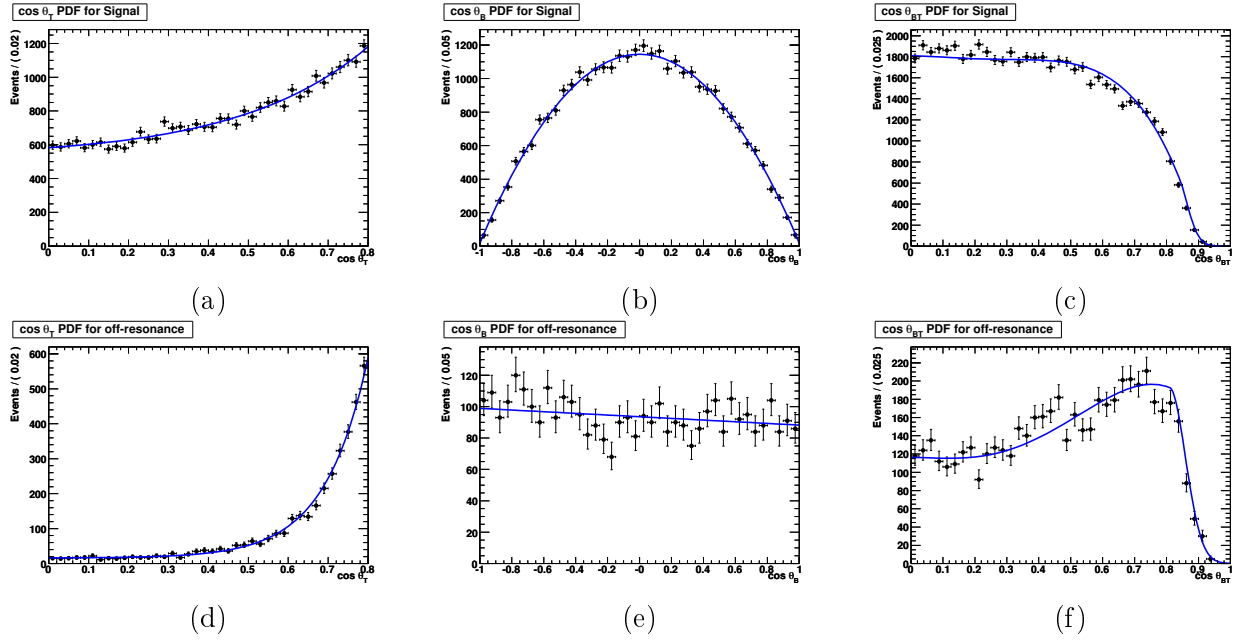 cos θT PDF for Signal
Events / ( 0.02 )
1200
1000
800
600
400
200
0
0 0.1 0.2 0.3 0.4 0.5 0.6 0.7 0.8
cos θT
(a)
cos θB PDF for Signal
Events / ( 0.05 )
1200
1000
800
600
400
200
0
-1 -0.8 -0.6 -0.4 -0.2 -0 0.2 0.4 0.6 0.8 1
cos θB
(b)
cos θBT PDF for Signal
Events / ( 0.025 )
2000
1800
1600
1400
1200
1000
800
600
400
200
0
0 0.1 0.2 0.3 0.4 0.5 0.6 0.7 0.8 0.9 1
cos θBT
(c)
cos θT PDF for off-resonance
Events / ( 0.02 )
600
500
400
300
200
100
0
0 0.1 0.2 0.3 0.4 0.5 0.6 0.7 0.8
cos θT
(d)
cos θB PDF for off-resonance
Events / ( 0.05 )
120
100
80
60
40
20
0
-1 -0.8 -0.6 -0.4 -0.2 -0 0.2 0.4 0.6 0.8 1
cos θB
(e)
cos θBT PDF for off-resonance
Events / ( 0.025 )
220
200
180
160
140
120
100
80
60
40
20
0
0 0.1 0.2 0.3 0.4 0.5 0.6 0.7 0.8 0.9 1
cos θBT
(f)